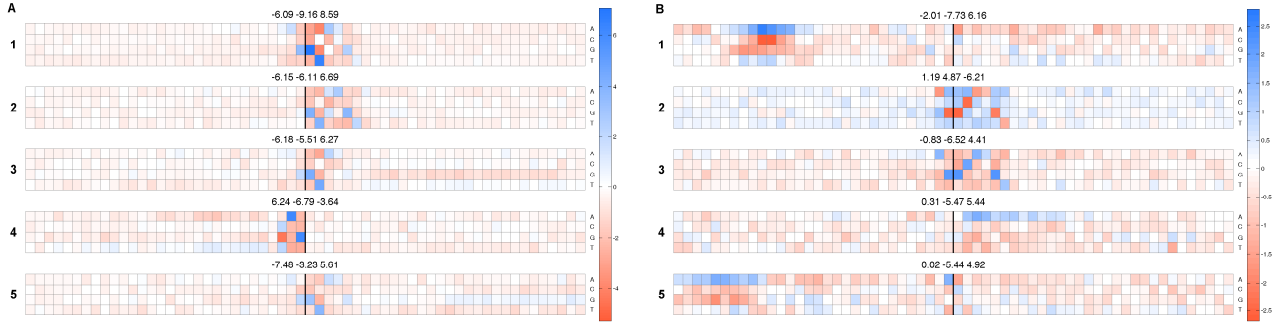 A
B
-6.09 -9.16 8.59
1
A
C
G
T
-6.15 -6.11 6.69
2
A
C
G
T
-6.18 -5.51 6.27
3
A
C
G
T
6.24 -6.79 -3.64
4
A
C
G
T
-7.48 -3.23 5.61
5
A
C
G
T
6
4
2
0
-2
-4
-2.01 -7.73 6.16
1
A
C
G
T
1.19 4.87 -6.21
2
A
C
G
T
-0.83 -6.52 4.41
3
A
C
G
T
0.31 -5.47 5.44
4
A
C
G
T
0.02 -5.44 4.92
5
A
C
G
T
2.5
2
1.5
1
0.5
0
-0.5
-1
-1.5
-2
-2.5